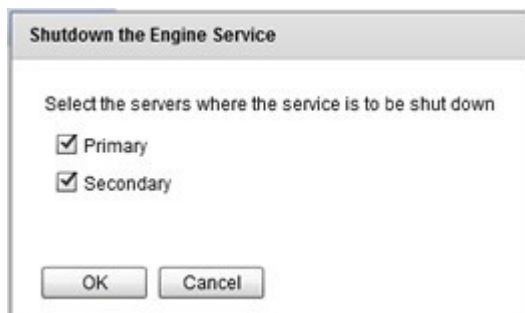 Shutdown the Engine Service
Select the servers where the service is to be shut down
Primary
Secondary
OK Cancel